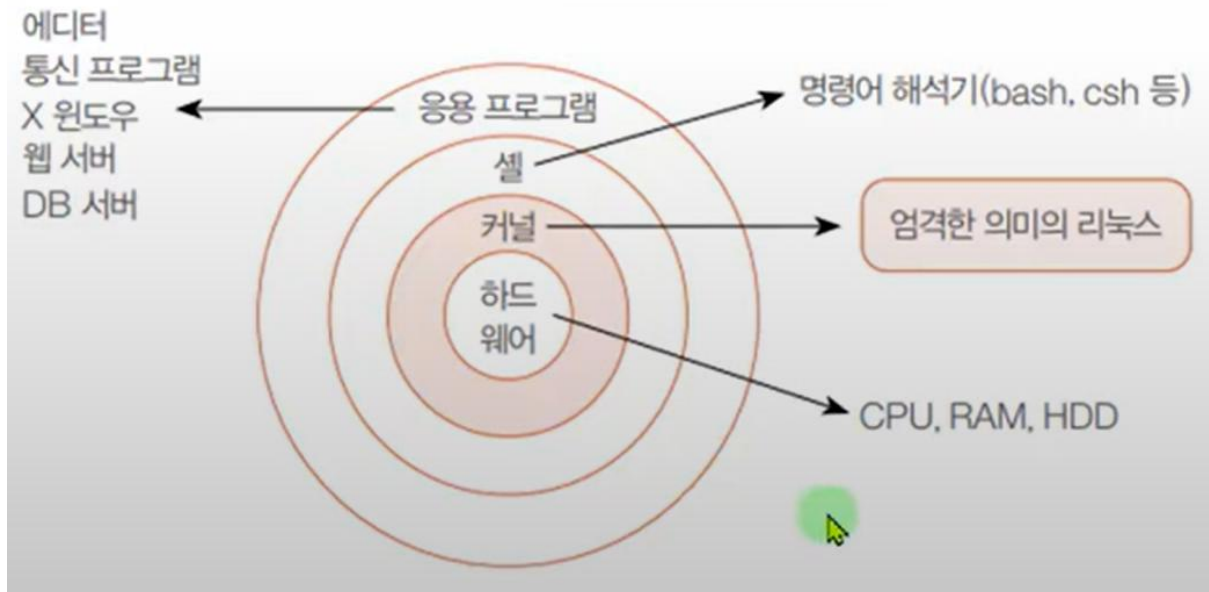 에디터
통신 프로그램
X 윈도우
웹 서버
DB 서버
응용 프로그램
셸
커널
하드
웨어
명령어 해석기(bash, csh 등)
엄격한 의미의 리눅스
CPU, RAM, HDD